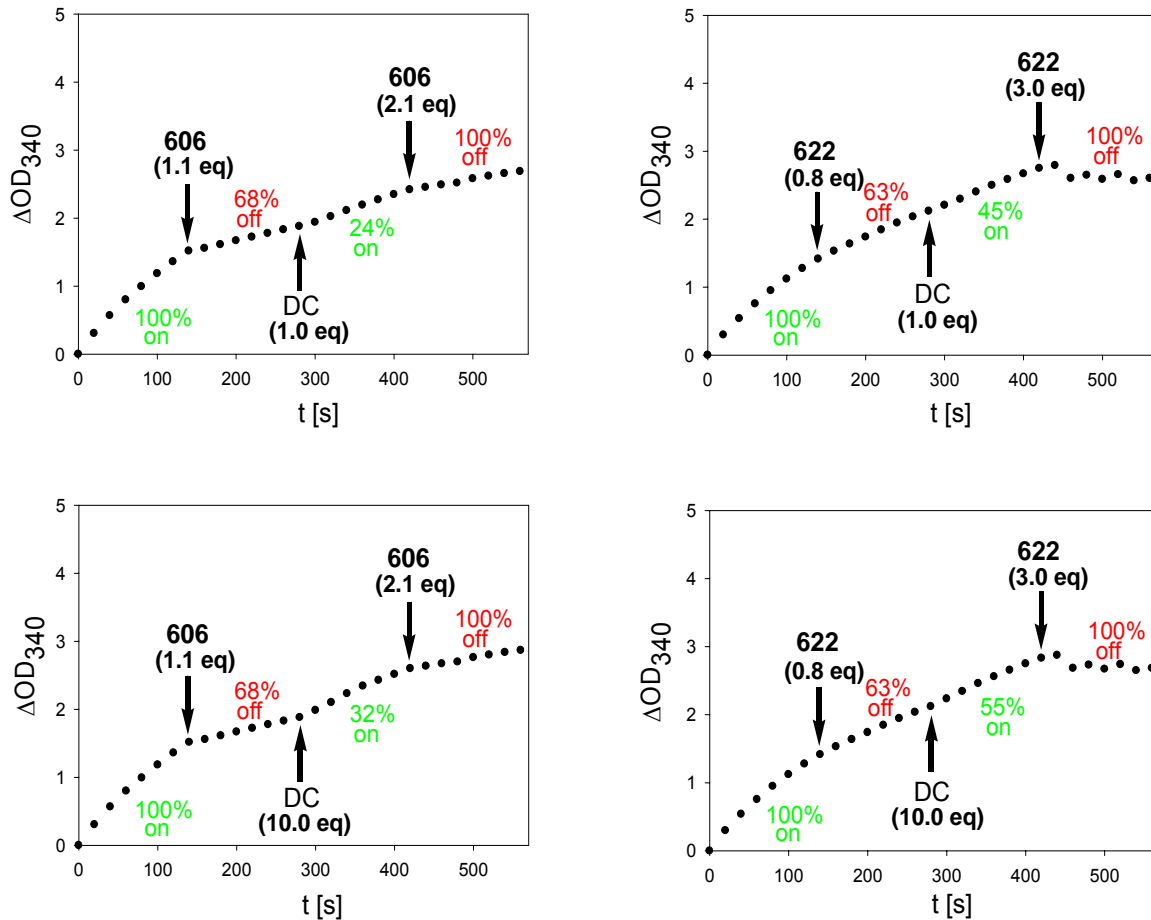 5
4
3
2
1
0
ΔOD340
606
(1.1 eq)
606
(2.1 eq)
100%
on
68%
off
24%
on
100%
off
DC
(1.0 eq)
0 100 200 300 400 500
t [s]
5
4
3
2
1
0
ΔOD340
622
(0.8 eq)
622
(3.0 eq)
100%
on
63%
off
45%
on
100%
off
DC
(1.0 eq)
0 100 200 300 400 500
t [s]
5
4
3
2
1
0
ΔOD340
606
(1.1 eq)
606
(2.1 eq)
100%
on
68%
off
32%
on
100%
off
DC
(10.0 eq)
0 100 200 300 400 500
t [s]
5
4
3
2
1
0
ΔOD340
622
(0.8 eq)
622
(3.0 eq)
100%
on
63%
off
55%
on
100%
off
DC
(10.0 eq)
0 100 200 300 400 500
t [s]